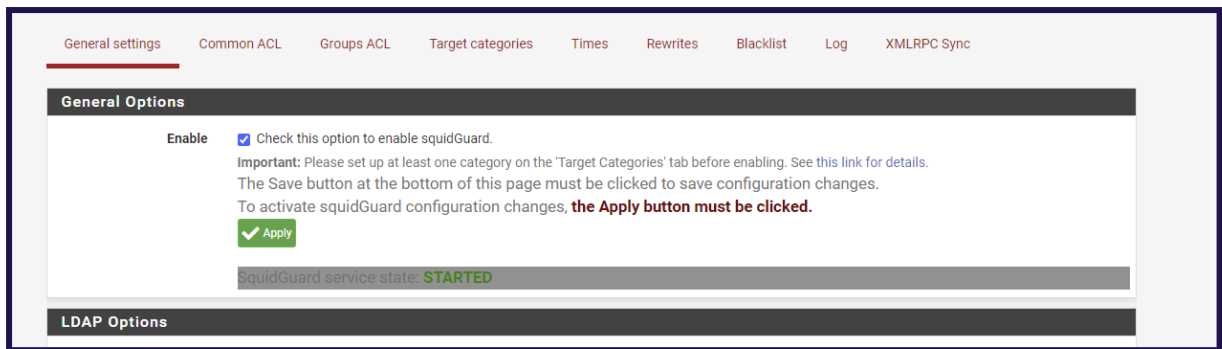 General settings Common ACL Groups ACL Target categories Times Rewrites Blacklist Log XMLRPC Sync
General Options
Enable Check this option to enable squidGuard.
Important: Please set up at least one category on the 'Target Categories' tab before enabling. See this link for details.
The Save button at the bottom of this page must be clicked to save configuration changes.
To activate squidGuard configuration changes, the Apply button must be clicked.
Apply
SquidGuard service state: STARTED
LDAP Options